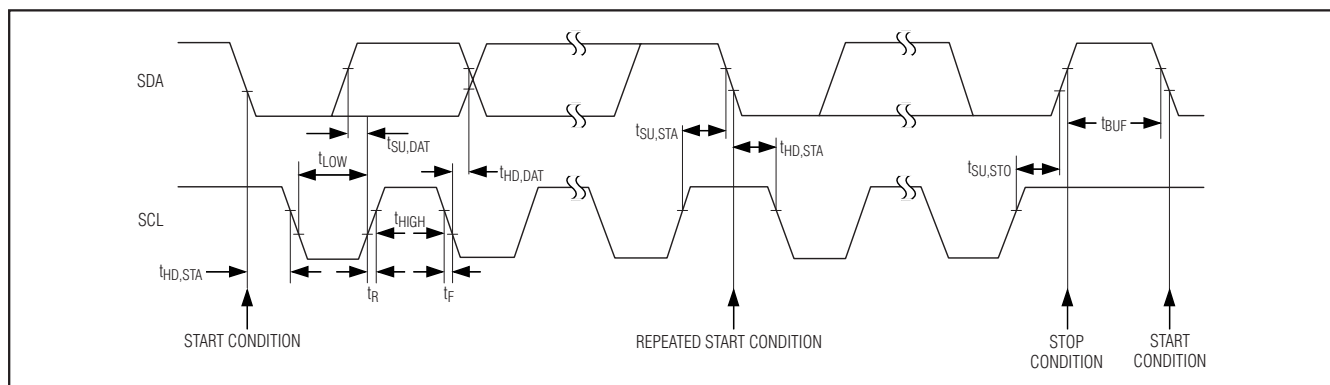 SDA
tSU,DAT
tLOW
tHD,DAT
tSU,STA
tHD,STA
tBUF
tSU,STO
SCL
tHIGH
tHD,STA
tR
tF
START CONDITION
REPEATED START CONDITION
STOP
CONDITION
START
CONDITION